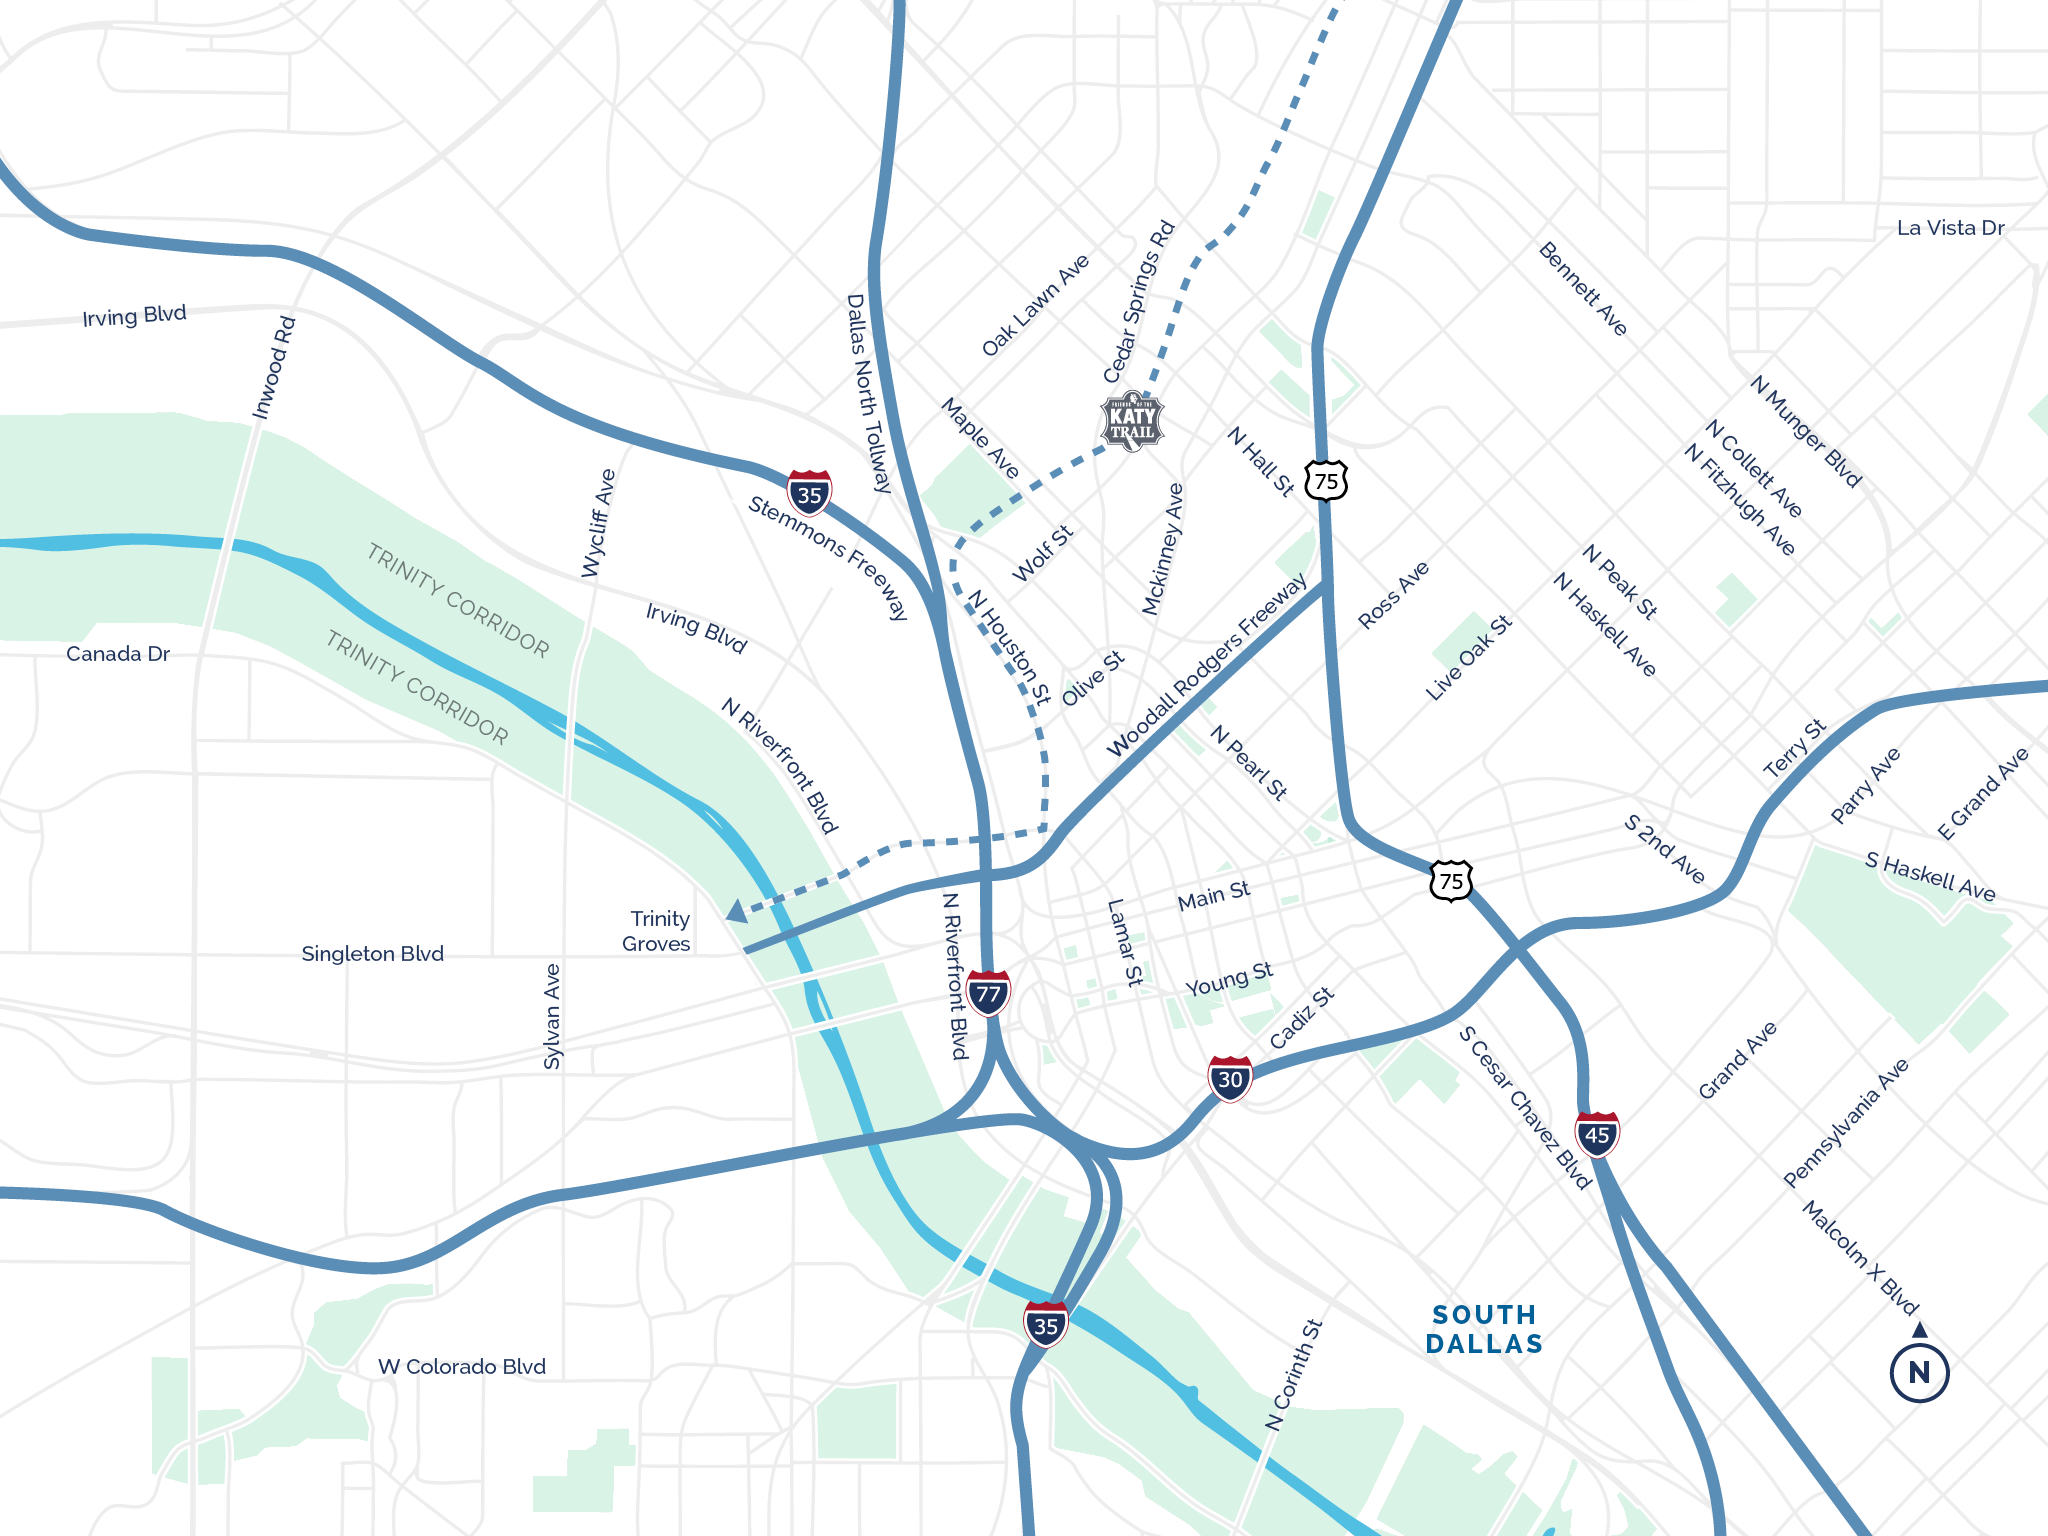 La Vista Dr
Bennett Ave
Cedar Springs Rd
Oak Lawn Ave
Irving Blvd
Inwood Rd
Dallas North Tollway
FRIENDS OF THE
KATY
TRAIL
Maple Ave
N Hall St
N Munger Blvd
N Collett Ave
N Fitzhugh Ave
75
35
Stemmons Freeway
Wycliff Ave
Wolf St
Mckinney Ave
N Peak St
N Haskell Ave
Ross Ave
Live Oak St
TRINITY CORRIDOR
TRINITY CORRIDOR
Canada Dr
Irving Blvd
N Houston St
Olive St
Woodall Rodgers Freeway
N Riverfront Blvd
N Pearl St
Terry St
Parry Ave
E Grand Ave
S 2nd Ave
S Haskell Ave
75
Main St
Lamar St
Young St
Trinity
Groves
Singleton Blvd
Sylvan Ave
N Riverfront Blvd
77
Cadiz St
30
S Cesar Chavez Blvd
Grand Ave
45
Pennsylvania Ave
Malcolm X Blvd
35
SOUTH
DALLAS
N Corinth St
W Colorado Blvd
N